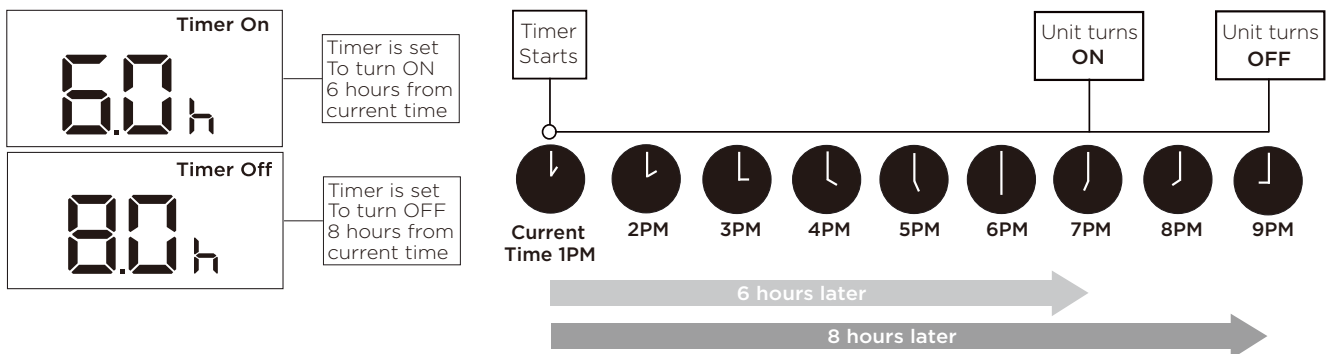 Timer On
6.0 h
Timer is set
To turn ON
6 hours from
current time
Timer Off
8.0 h
Timer is set
To turn OFF
8 hours from
current time
Timer
Starts
Unit turns
ON
Unit turns
OFF
Current
Time 1PM
2PM
3PM
4PM
5PM
6PM
7PM
8PM
9PM
6 hours later
8 hours later